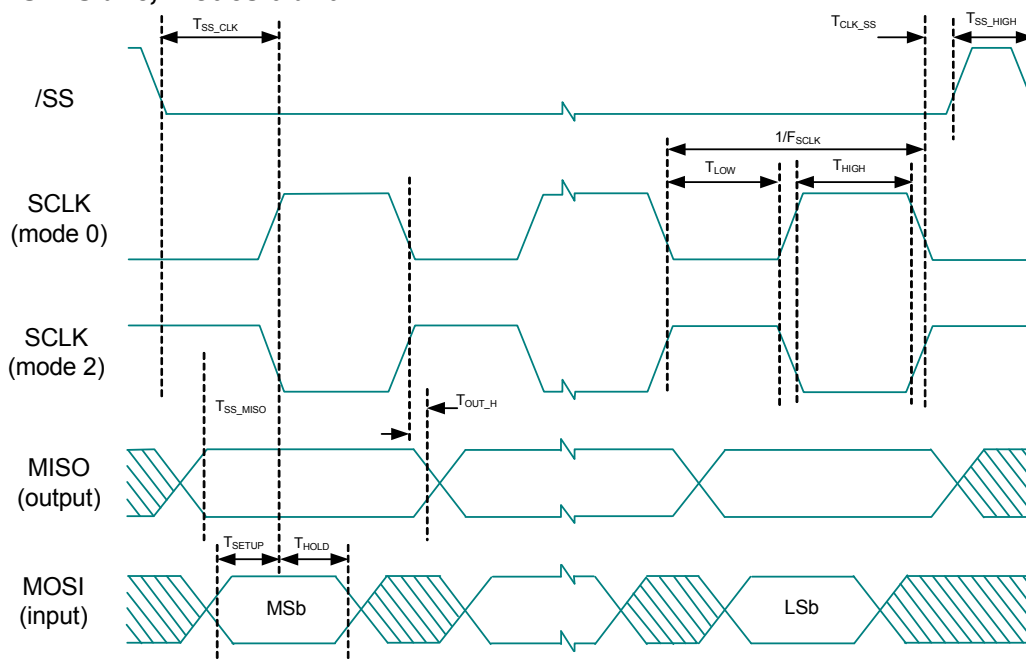 T_SS_CLK
T_CLK_SS
T_SS_HIGH
/SS
1/F_SCLK
T_LOW
T_HIGH
SCLK
(mode 0)
SCLK
(mode 2)
T_SS_MISO
T_OUT_H
MISO
(output)
T_SETUP
T_HOLD
MOSI
(input)
MSb
LSb